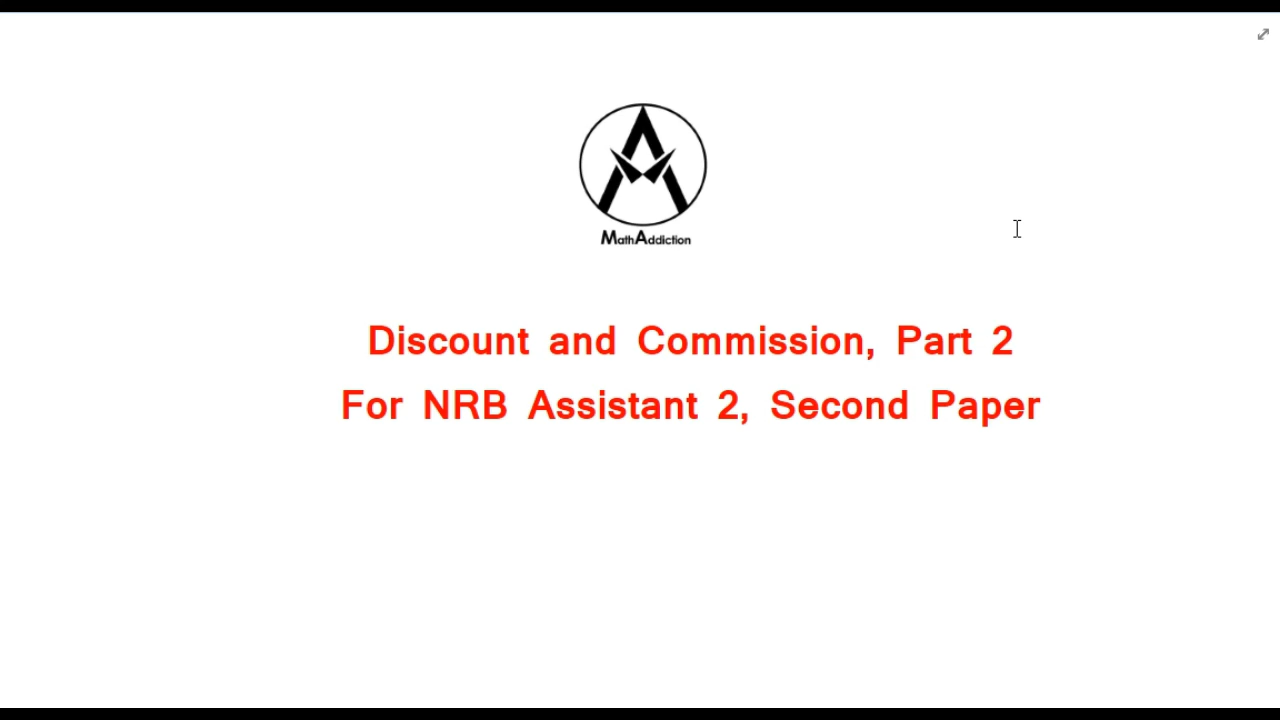 MathAddiction
Discount and Commission, Part 2
For NRB Assistant 2, Second Paper